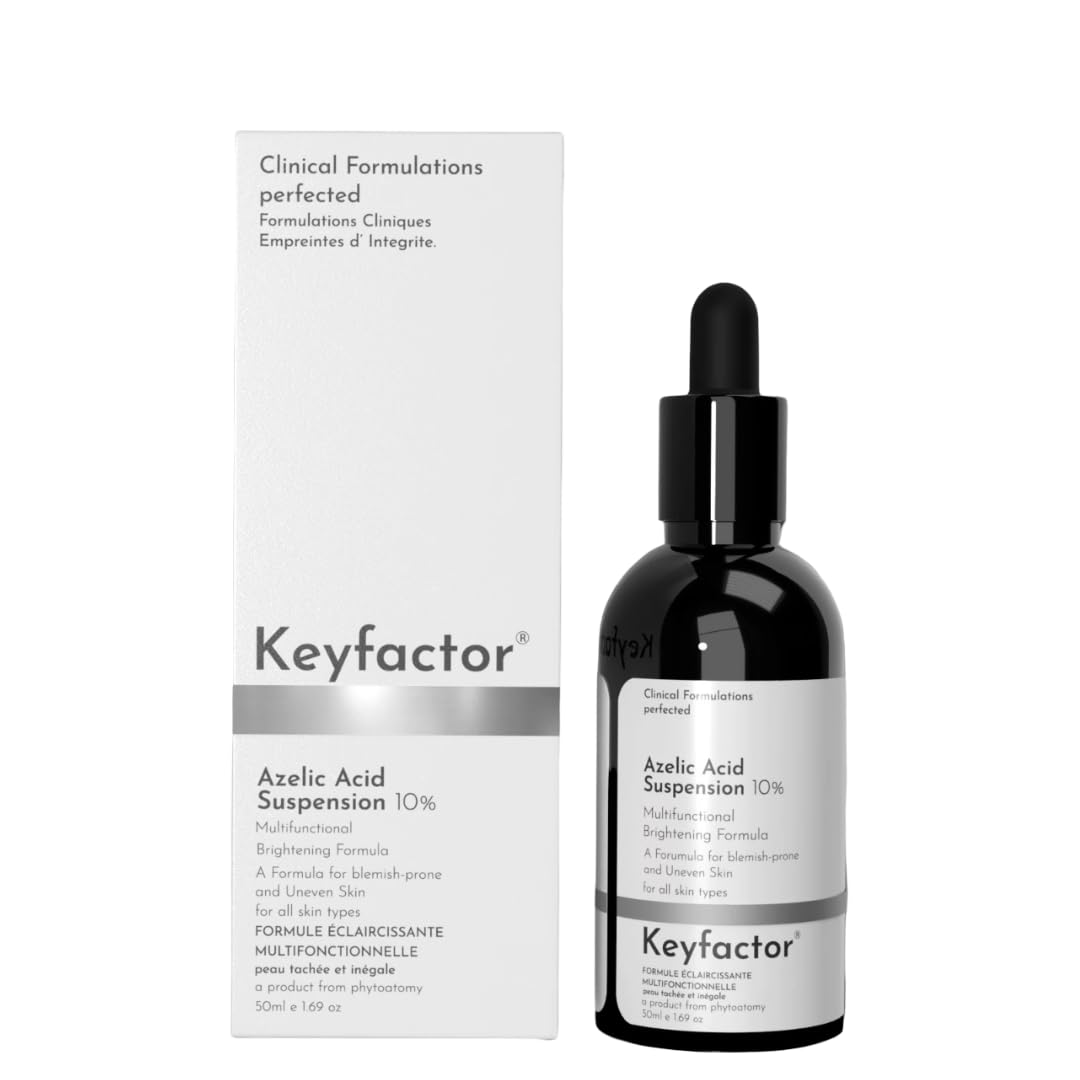 Clinical Formulations
perfected
Formulations Cliniques
Empreintes d' Integrite.
Keyfactor®
Azelic Acid
Suspension 10%
Multifunctional
Brightening Formula
A Formula for blemish-prone
and Uneven Skin
for all skin types
FORMULE ÉCLAIRCISSANTE
MULTIFONCTIONNELLE
peau tachée et inégale
a product from phytoatomy
50ml e 1.69 oz
Keyfac
Clinical Formulations
perfected
Azelic Acid
Suspension 10%
Multifunctional
Brightening Formula
A Forumula for blemish-prone
and Uneven Skin
for all skin types
Keyfactor®
FORMULE ÉCLAIRCISSANTE
MULTIFONCTIONNELLE
peau tachée et inégale
a product from phytoatomy
50ml e 1.69 oz